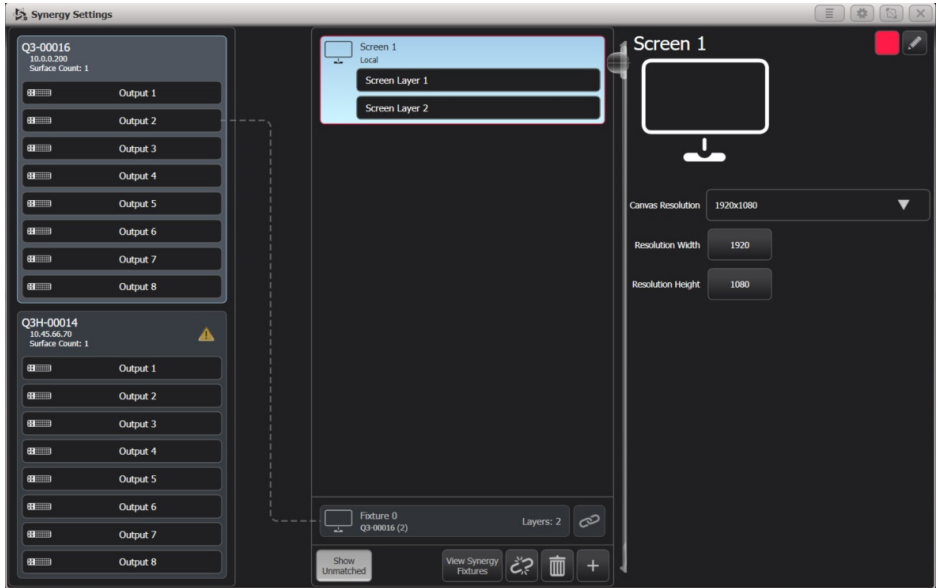 Synergy Settings
Q3-00016
10.0.0.200
Surface Count: 1
Output 1
Output 2
Output 3
Output 4
Output 5
Output 6
Output 7
Output 8
Q3H-00014
10.45.66.70
Surface Count: 1
Output 1
Output 2
Output 3
Output 4
Output 5
Output 6
Output 7
Output 8
Screen 1
Local
Screen Layer 1
Screen Layer 2
Fixture 0
Q3-00016 (2)
Layers: 2
Show
Unmatched
View Synergy
Fixtures
+
Screen 1
Canvas Resolution 1920x1080
Resolution Width 1920
Resolution Height 1080